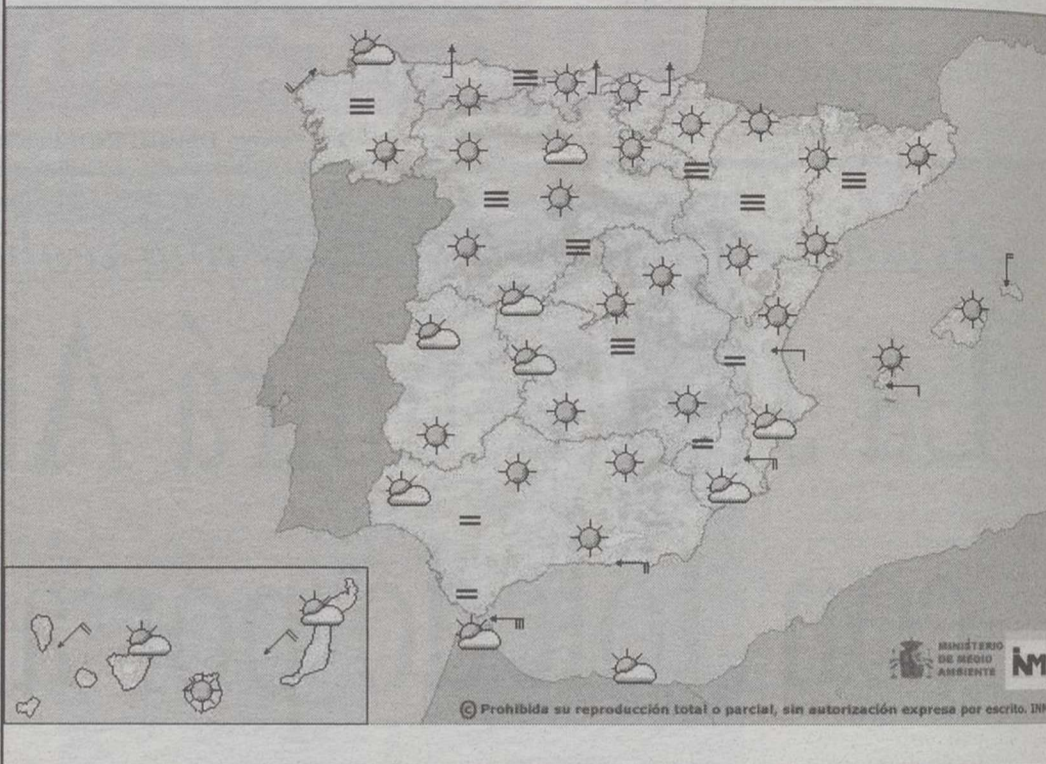 MINISTERIO
DE MEDIO
AMBIENTE
INM
© Prohibida su reproducción total o parcial, sin autorización expresa por escrito. INM